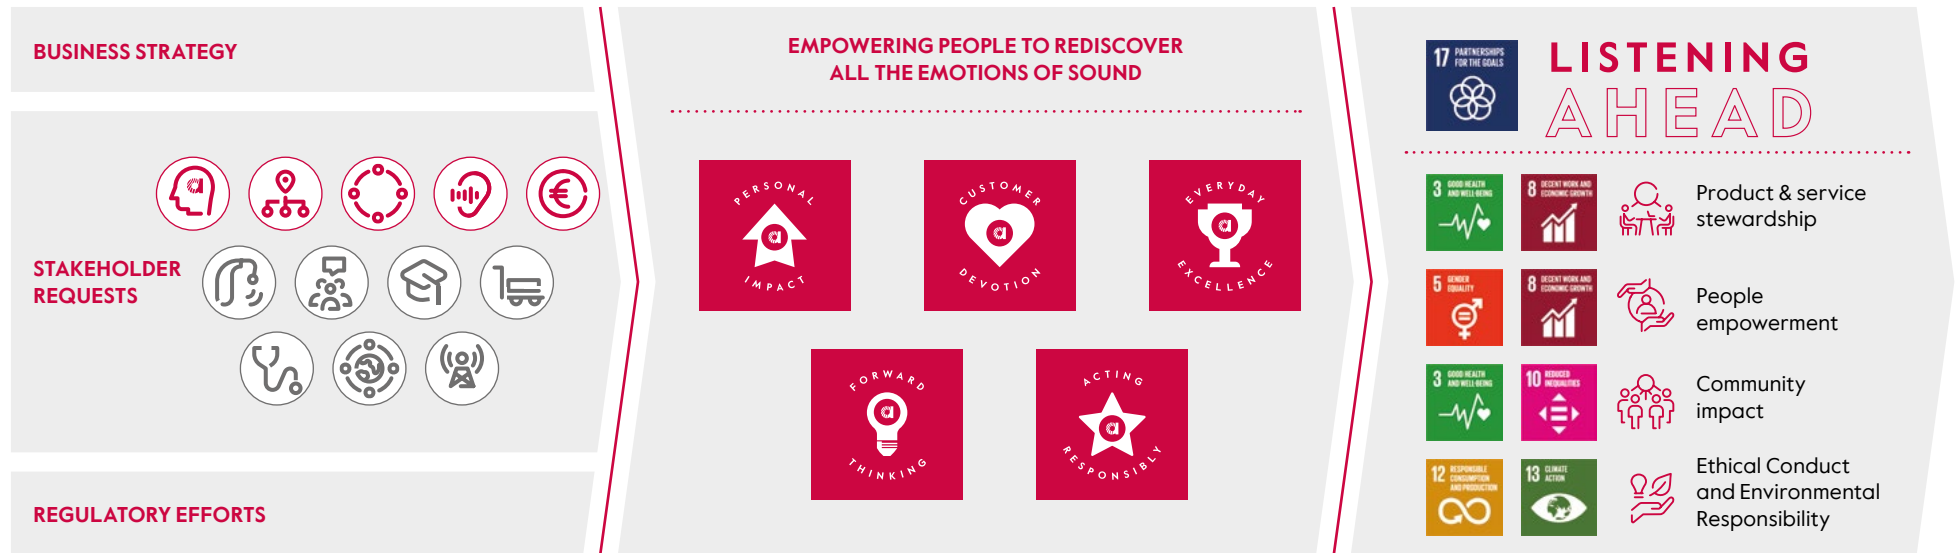 BUSINESS STRATEGY
STAKEHOLDER
REQUESTS
REGULATORY EFFORTS
EMPOWERING PEOPLE TO REDISCOVER
ALL THE EMOTIONS OF SOUND
PERSONAL
IMPACT
CUSTOMER
DEVOTION
EVERYDAY
EXCELLENCE
FORWARD
THINKING
ACTING
RESPONSIBLY
17 PARTNERSHIPS
FOR THE GOALS
LISTENING
AHEAD
3 GOOD HEALTH
AND WELL-BEING
8 DECENT WORK AND
ECONOMIC GROWTH
Product & service
stewardship
5 GENDER
EQUALITY
8 DECENT WORK AND
ECONOMIC GROWTH
People
empowerment
3 GOOD HEALTH
AND WELL-BEING
10 REDUCED
INEQUALITIES
Community
impact
12 RESPONSIBLE
CONSUMPTION
AND PRODUCTION
13 CLIMATE
ACTION
Ethical Conduct
and Environmental
Responsibility